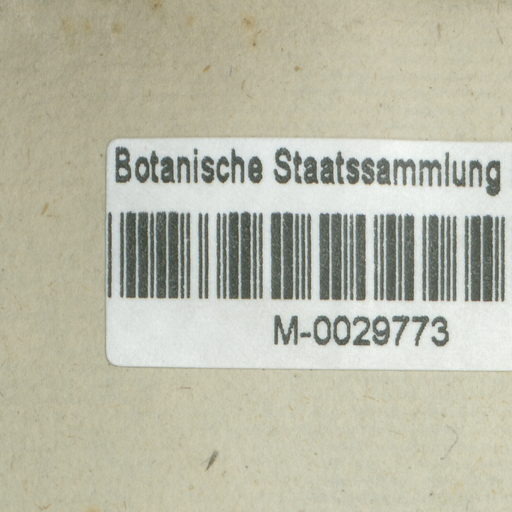 Botanische Staatssammlung
M-0029773